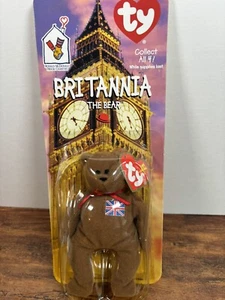 ty
Collect
All 4!
While supplies last
BRITANNIA
THE BEAR
ty